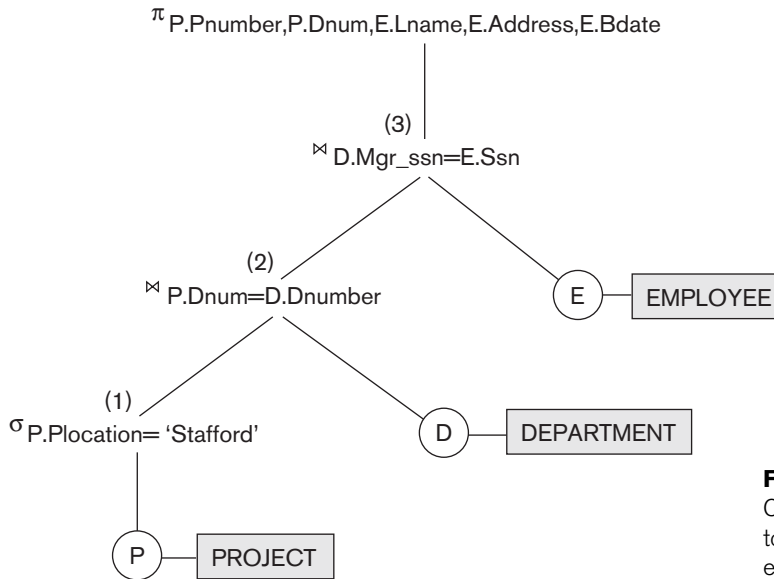 π P.Pnumber,P.Dnum,E.Lname,E.Address,E.Bdate
(3)
⋈ D.Mgr_ssn=E.Ssn
(2)
⋈ P.Dnum=D.Dnumber
E
EMPLOYEE
(1)
σ P.Plocation= ‘Stafford’
D
DEPARTMENT
P
PROJECT